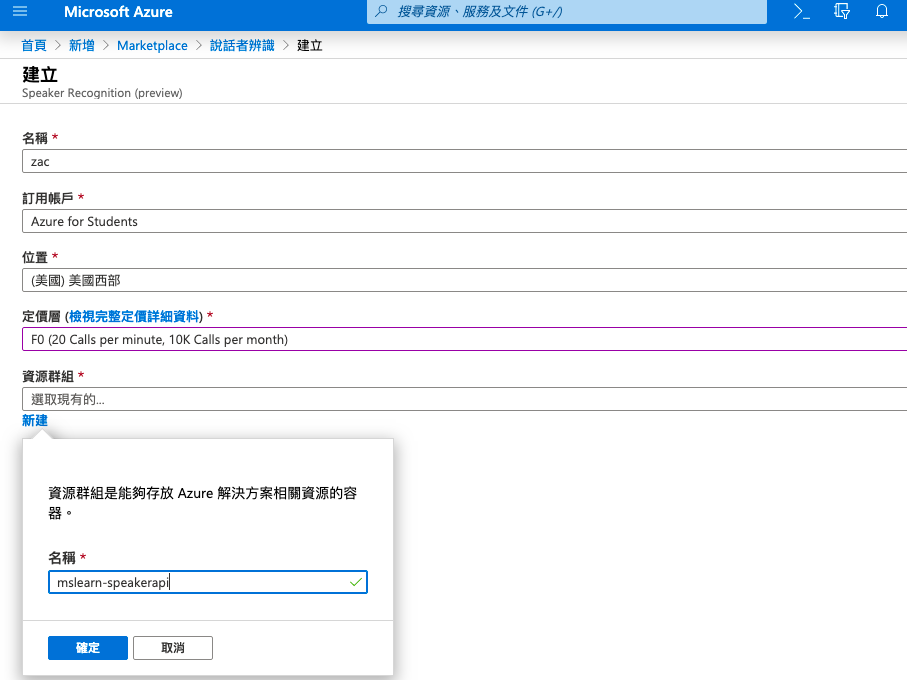 Microsoft Azure
搜尋資源、服務及文件 (G+/)
首頁 > 新增 > Marketplace > 說話者辨識 > 建立
建立
Speaker Recognition (preview)
名稱 *
zac
訂用帳戶 *
Azure for Students
位置 *
(美國) 美國西部
定價層 (檢視完整定價詳細資料) *
F0 (20 Calls per minute, 10K Calls per month)
資源群組 *
選取現有的...
新建
資源群組是能夠存放 Azure 解決方案相關資源的容
器。
名稱 *
mslearn-speakerapi
確定 取消